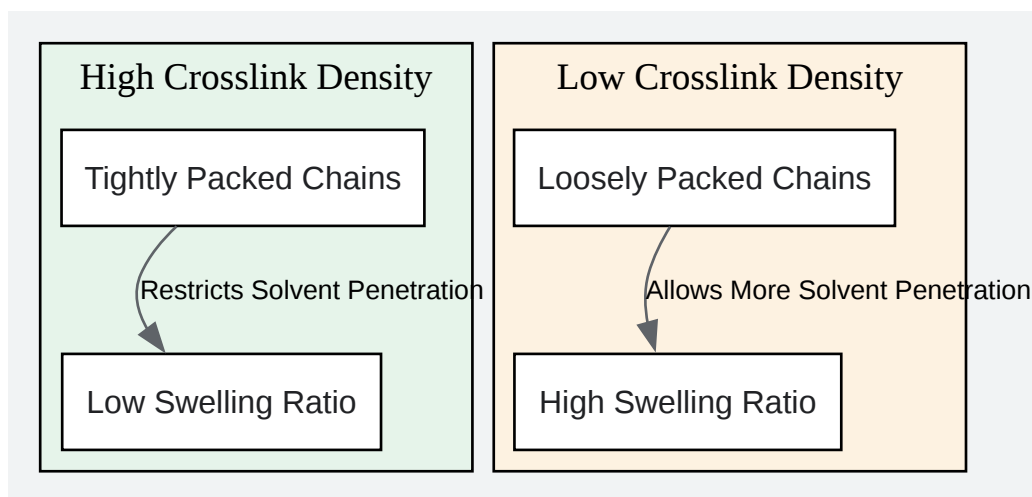 High Crosslink Density
Tightly Packed Chains
Restricts Solvent Penetration
Low Swelling Ratio
Low Crosslink Density
Loosely Packed Chains
Allows More Solvent Penetration
High Swelling Ratio